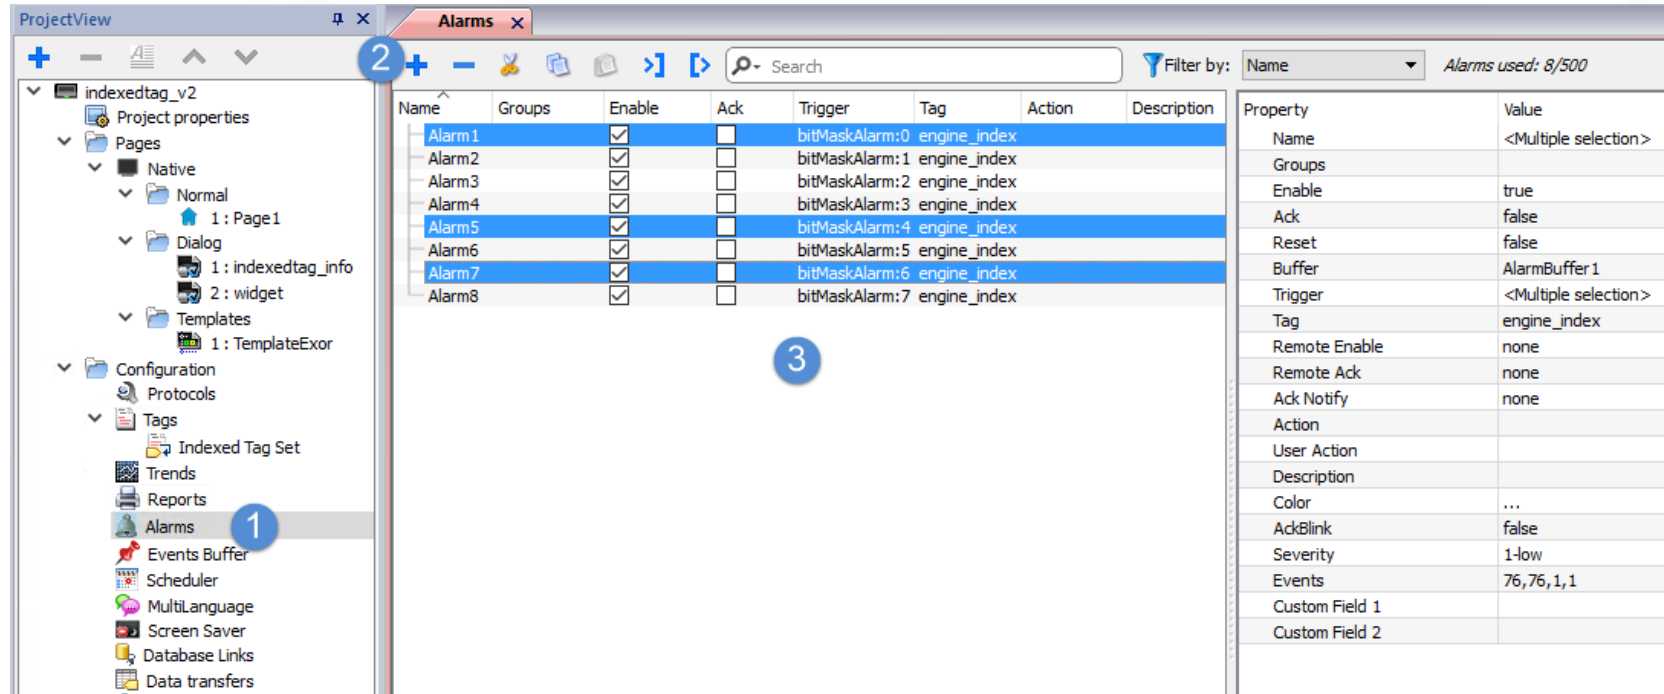 ProjectView
indexedtag_v2
Project properties
Pages
Native
Normal
1 : Page1
Dialog
1 : indexedtag_info
2 : widget
Templates
1 : TemplateExor
Configuration
Protocols
Tags
Indexed Tag Set
Trends
Reports
Alarms
1
Events Buffer
Scheduler
MultiLanguage
Screen Saver
Database Links
Data transfers
Alarms
2
Search
Filter by: Name Alarms used: 8/500
Name Groups Enable Ack Trigger Tag Action Description
Alarm1 bitMaskAlarm:0 engine_index
Alarm2 bitMaskAlarm:1 engine_index
Alarm3 bitMaskAlarm:2 engine_index
Alarm4 bitMaskAlarm:3 engine_index
Alarm5 bitMaskAlarm:4 engine_index
Alarm6 bitMaskAlarm:5 engine_index
Alarm7 bitMaskAlarm:6 engine_index
Alarm8 bitMaskAlarm:7 engine_index
3
Property Value
Name <Multiple selection>
Groups
Enable true
Ack false
Reset false
Buffer AlarmBuffer1
Trigger <Multiple selection>
Tag engine_index
Remote Enable none
Remote Ack none
Ack Notify none
Action
User Action
Description
Color ...
AckBlink false
Severity 1-low
Events 76,76,1,1
Custom Field 1
Custom Field 2